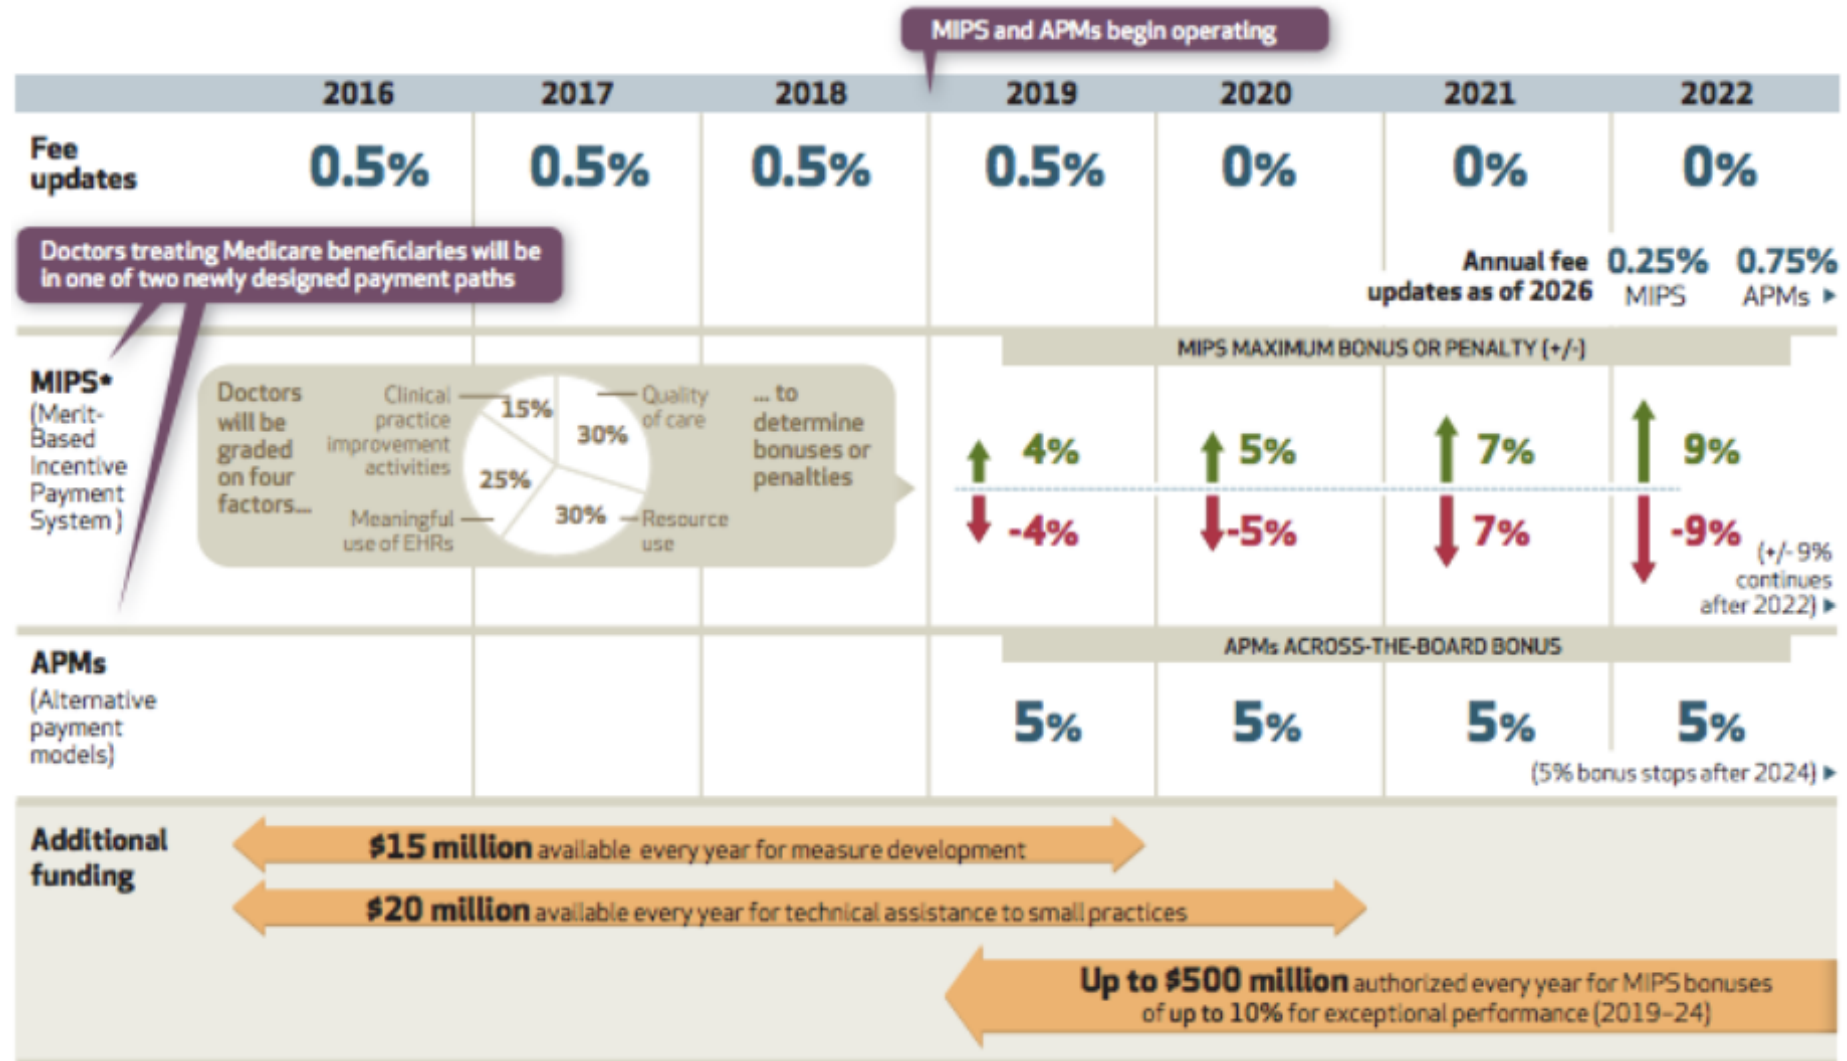 MIPS and APMs begin operating
2016 2017 2018 2019 2020 2021 2022
Fee
updates
0.5% 0.5% 0.5% 0.5% 0% 0% 0%
Doctors treating Medicare beneficiaries will be
in one of two newly designed payment paths
Annual fee
updates as of 2026
0.25%
MIPS
0.75%
APMs
MIPS MAXIMUM BONUS OR PENALTY (+/-)
MIPS*
(Merit-
Based
Incentive
Payment
System)
Doctors
will be
graded
on four
factors...
Clinical
practice
improvement
activities
15%
Quality
of care
30%
25%
Meaningful
use of EHRs
30%
Resource
use
... to
determine
bonuses or
penalties
4% 5% 7% 9%
-4% -5% 7% -9%
(+/-9%
continues
after 2022)
APMs ACROSS-THE-BOARD BONUS
APMs
(Alternative
payment
models)
5% 5% 5% 5%
(5% bonus stops after 2024)
Additional
funding
$15 million available every year for measure development
$20 million available every year for technical assistance to small practices
Up to $500 million authorized every year for MIPS bonuses
of up to 10% for exceptional performance (2019–24)